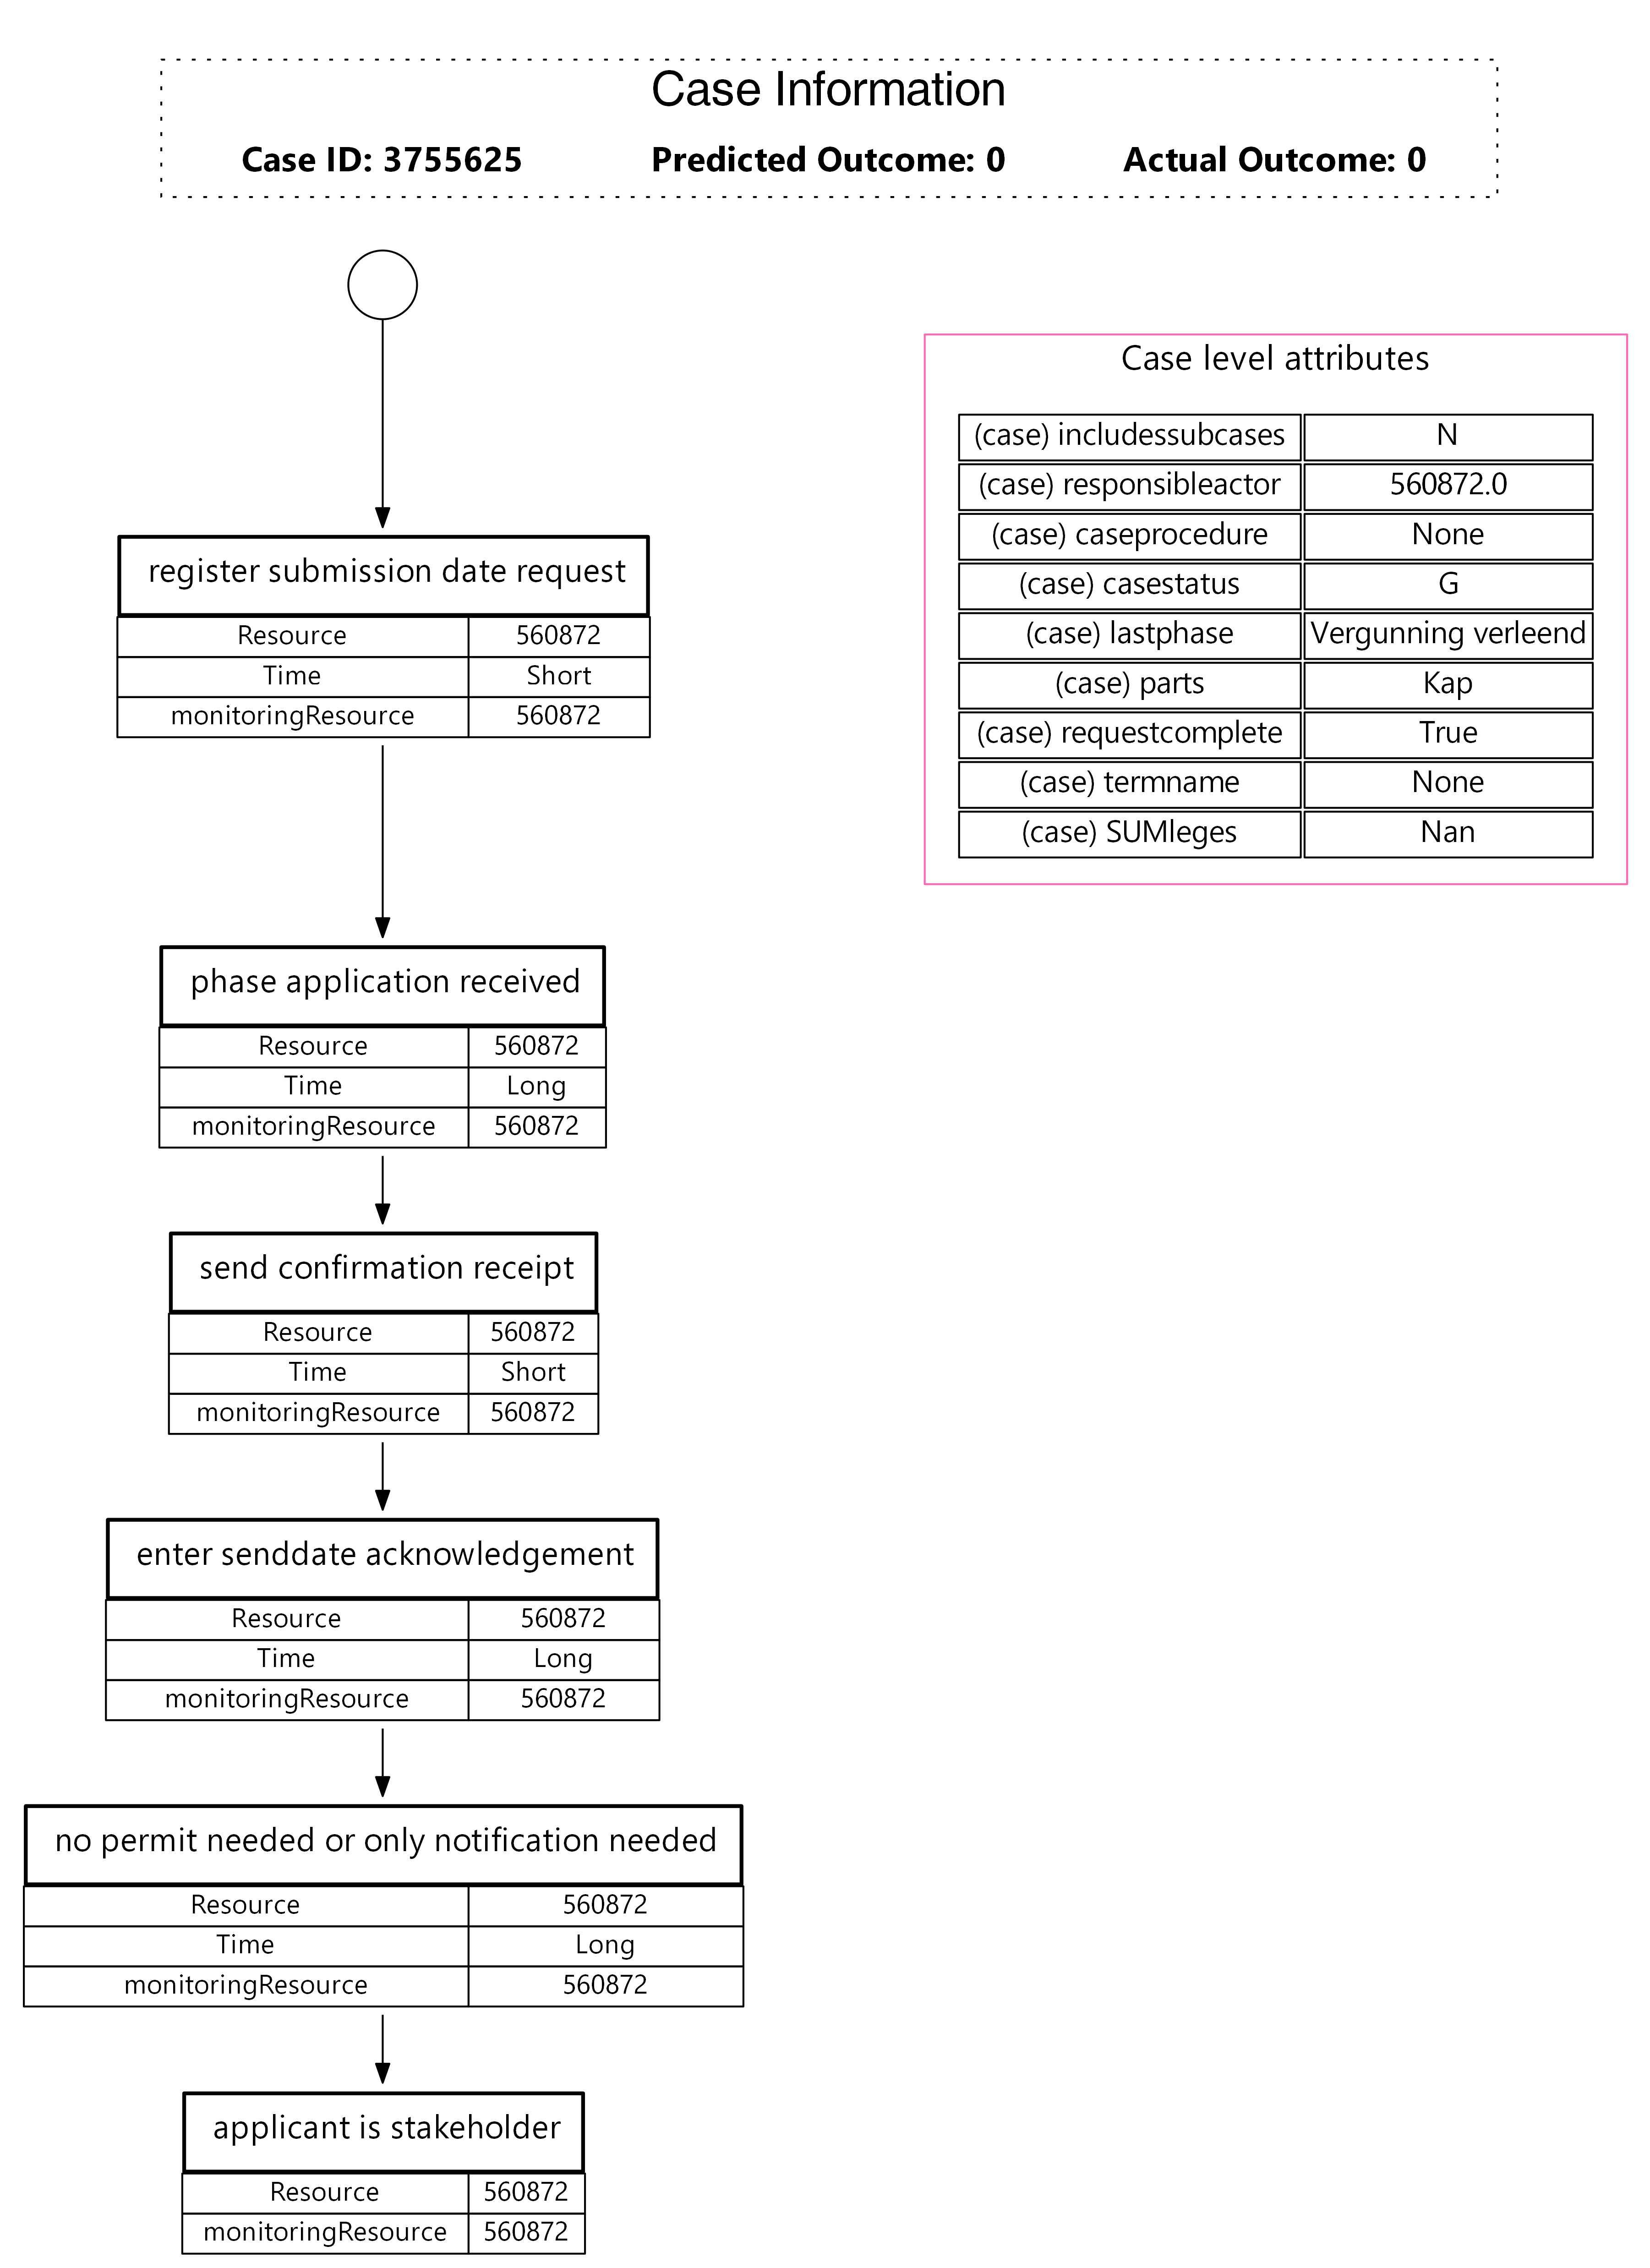 Case Information
Case ID: 3755625 Predicted Outcome: 0 Actual Outcome: 0
Case level attributes
(case) includessubcases N
(case) responsibleactor 560872.0
(case) caseprocedure None
(case) casestatus G
(case) lastphase Vergunning verleend
(case) parts Kap
(case) requestcomplete True
(case) termname None
(case) SUMleges Nan
register submission date request
Resource 560872
Time Short
monitoringResource 560872
phase application received
Resource 560872
Time Long
monitoringResource 560872
send confirmation receipt
Resource 560872
Time Short
monitoringResource 560872
enter senddate acknowledgement
Resource 560872
Time Long
monitoringResource 560872
no permit needed or only notification needed
Resource 560872
Time Long
monitoringResource 560872
applicant is stakeholder
Resource 560872
monitoringResource 560872